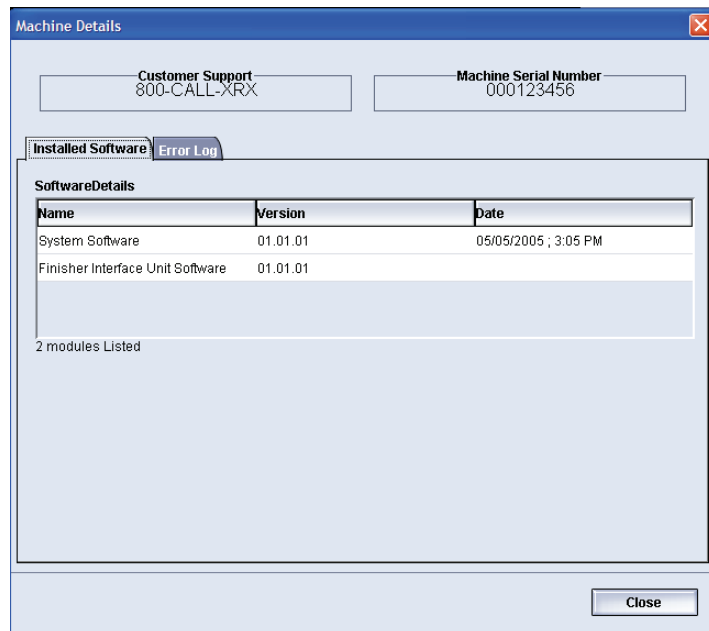 Machine Details
Customer Support
800-CALL-XRX
Machine Serial Number
000123456
Installed Software
Error Log
SoftwareDetails
Name Version Date
System Software 01.01.01 05/05/2005 ; 3:05 PM
Finisher Interface Unit Software 01.01.01
2 modules Listed
Close